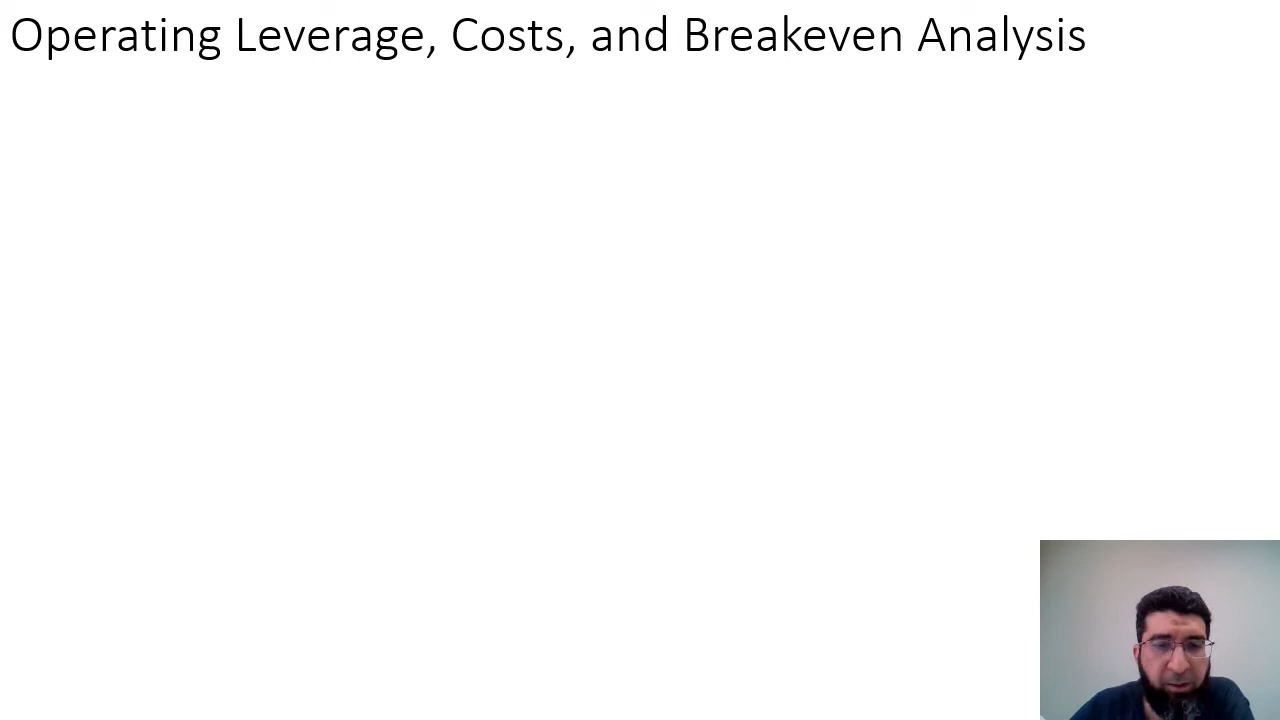 Operating Leverage, Costs, and Breakeven Analysis